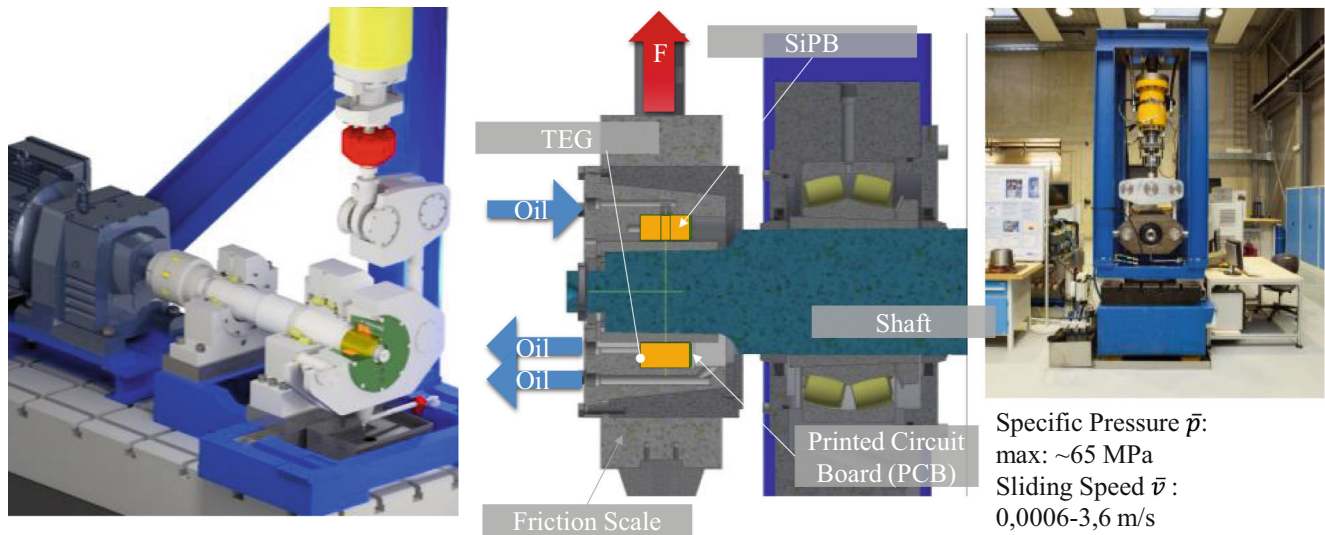 F
SiPB
TEG
Oil
Shaft
Oil
Oil
Printed Circuit
Board (PCB)
Friction Scale
Specific Pressure p̄:
max: ~65 MPa
Sliding Speed v̄ :
0,0006-3,6 m/s